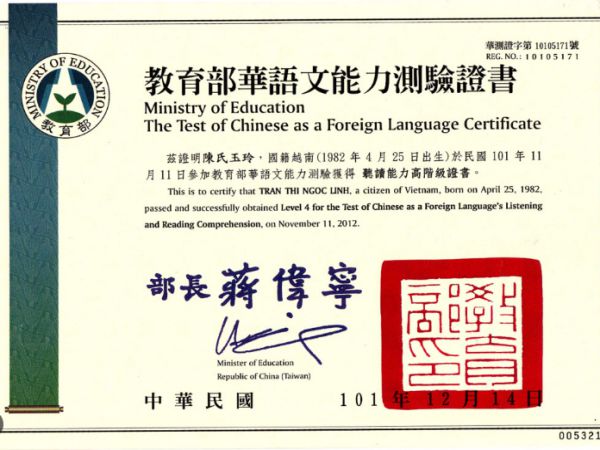 華測證字第 10105171號
REG. NO.: 10105171
MINISTRY OF EDUCATION
教育部
教育部華語文能力測驗證書
Ministry of Education
The Test of Chinese as a Foreign Language Certificate
茲證明陳氏玉玲，國籍越南(1982 年 4 月 25 日出生)於民國 101 年 11
月 11 日參加教育部華語文能力測驗獲得 聽讀能力高階級證書。
This is to certify that TRAN THI NGOC LINH, a citizen of Vietnam, born on April 25, 1982,
passed and successfully obtained Level 4 for the Test of Chinese as a Foreign Language's Listening
and Reading Comprehension, on November 11, 2012.
部長 蔣偉寧
Minister of Education
Republic of China (Taiwan)
教育部印
中華民國 101 年 12 月 14 日
005321